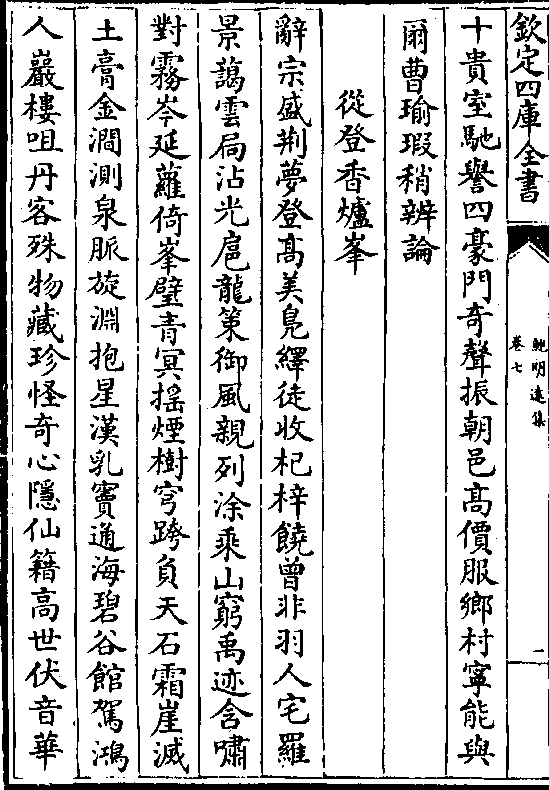 欽定四庫全書
鮑明遠集
卷七
二
十貴室馳譽四豪門奇聲振朝邑髙價服鄉村寧能與
爾曹瑜瑕稍辨論
從登香爐峯
辭宗盛荆夢登髙美鳬繹徒收杞梓饒曾非羽人宅羅
景藹雲扃沾光扈龍策御風親列涂乘山窮禹迹含嘯
對霧岑延蘿倚峯壁青冥揺煙樹穹跨負天石霜崖滅
土膏金澗測泉脈旋淵抱星漢乳竇通海碧谷館駕鴻
人巖棲咀丹客殊物藏珍怪奇心隱仙籍高世伏音華